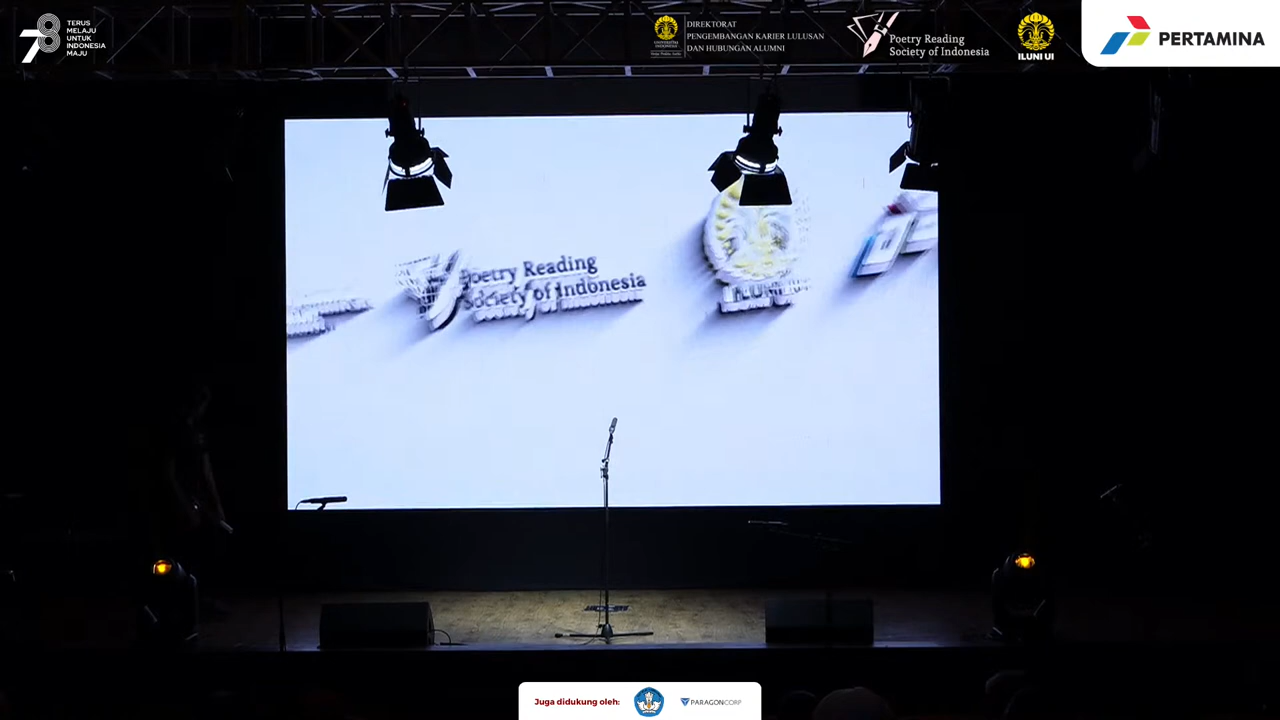 78
TERUS
MELAJU
UNTUK
INDONESIA
MAJU
DIREKTORAT
PENGEMBANGAN KARIER LULUSAN
DAN HUBUNGAN ALUMNI
Poetry Reading
Society of Indonesia
ILUNI UI
PERTAMINA
Poetry Reading
Society of Indonesia
Juga didukung oleh:
PARAGONCORP